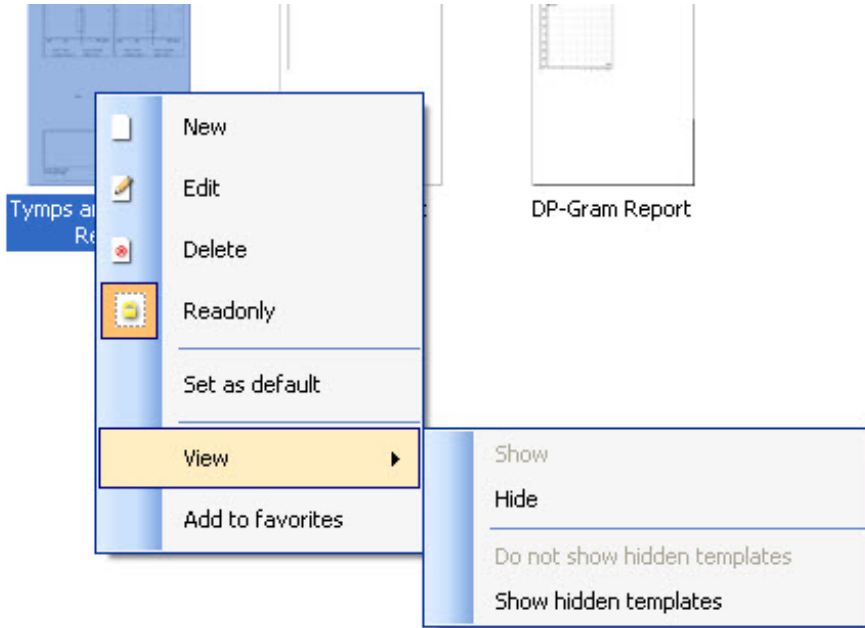 New
Edit
Tymps
DP-Gram Report
Delete
Readonly
Set as default
View
Show
Hide
Add to favorites
Do not show hidden templates
Show hidden templates